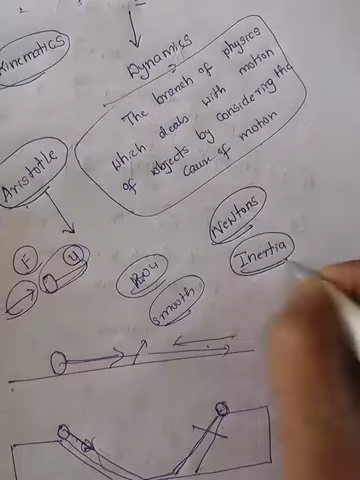 Kinematics
Dynamics
The branch of physics
which deals with motion
of objects by considering the
cause of motion
Aristotle
F
Newtons
Inertia
smooth